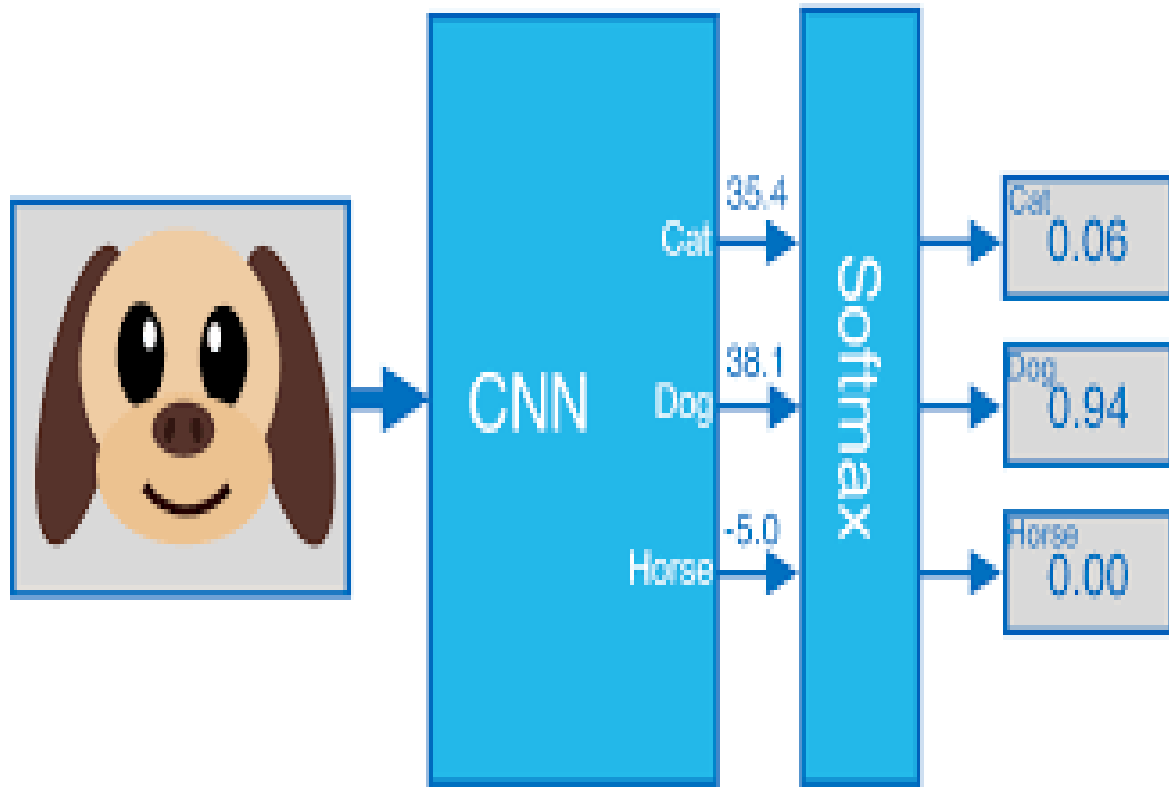 CNN
Cat
Dog
Horse
35.4
38.1
-5.0
Softmax
Cat
0.06
Dog
0.94
Horse
0.00